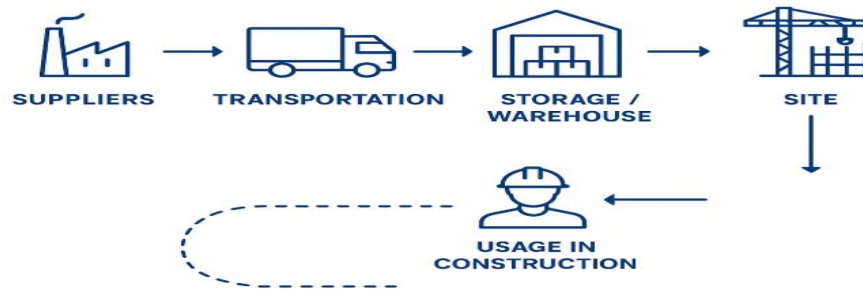 SUPPLIERS
TRANSPORTATION
STORAGE /
WAREHOUSE
SITE
USAGE IN
CONSTRUCTION